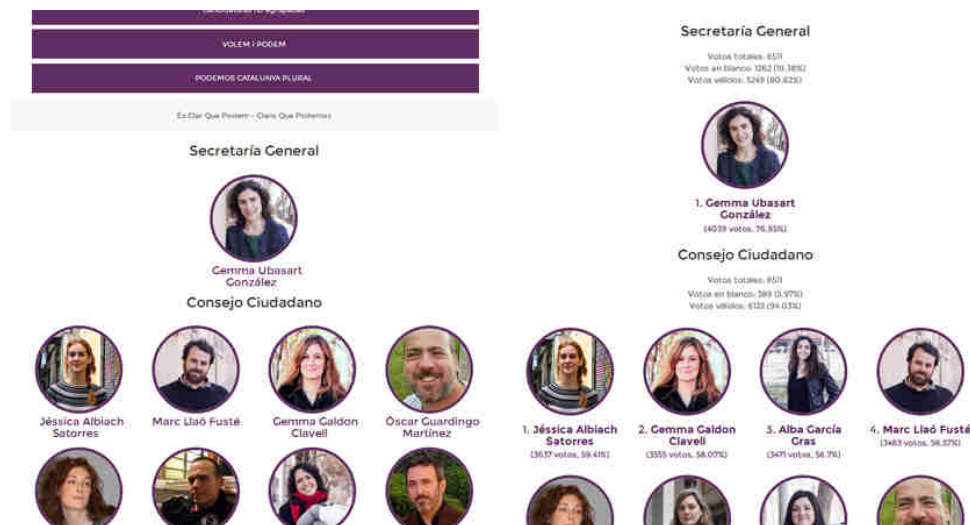 VOLEM I PODEM
PODEMOS CATALUNYA PLURAL
Es Clar Que Podem - Claro Que Podemos
Secretaría General
Gemma Ubasart
González
Consejo Ciudadano
Jéssica Albiach
Satorres
Marc Llaó Fusté
Gemma Galdon
Clavell
Òscar Guardingo
Martínez
Secretaría General
Votos totales: 6511
Votos en blanco: 1262 (19.38%)
Votos válidos: 5249 (80.62%)
1. Gemma Ubasart
González
(4039 votos, 76.95%)
Consejo Ciudadano
Votos totales: 6511
Votos en blanco: 389 (5.97%)
Votos válidos: 6122 (94.03%)
1. Jéssica Albiach
Satorres
(3637 votos, 59.41%)
2. Gemma Galdon
Clavell
(3555 votos, 58.07%)
3. Alba García
Gras
(3471 votos, 56.7%)
4. Marc Llaó Fusté
(3463 votos, 56.57%)